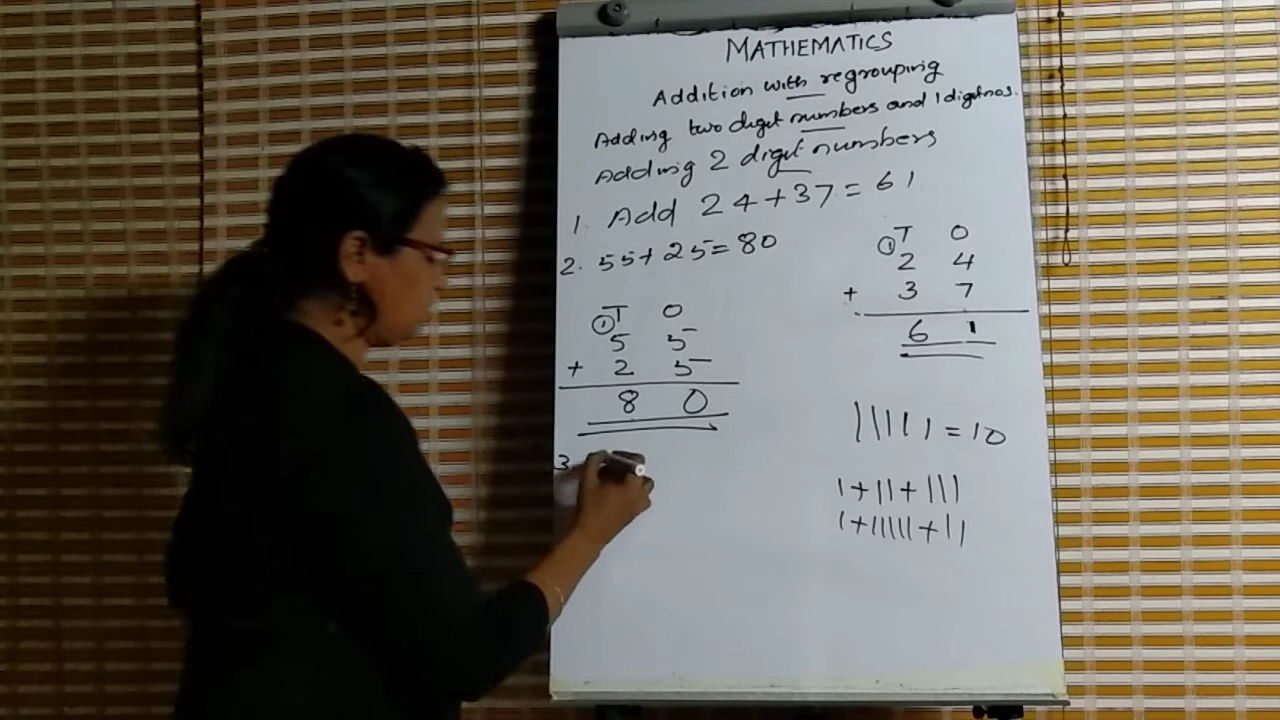 MATHEMATICS
Addition with regrouping
Adding two digit numbers and 1 digit nos.
Adding 2 digit numbers
1. Add 24+37=61
2. 55+25=80
T O
① 
5 5
+ 2 5
8 0
3
T O
①
2 4
+ 3 7
6 1
| | | | | = 10
1+11+111
1+11111+11